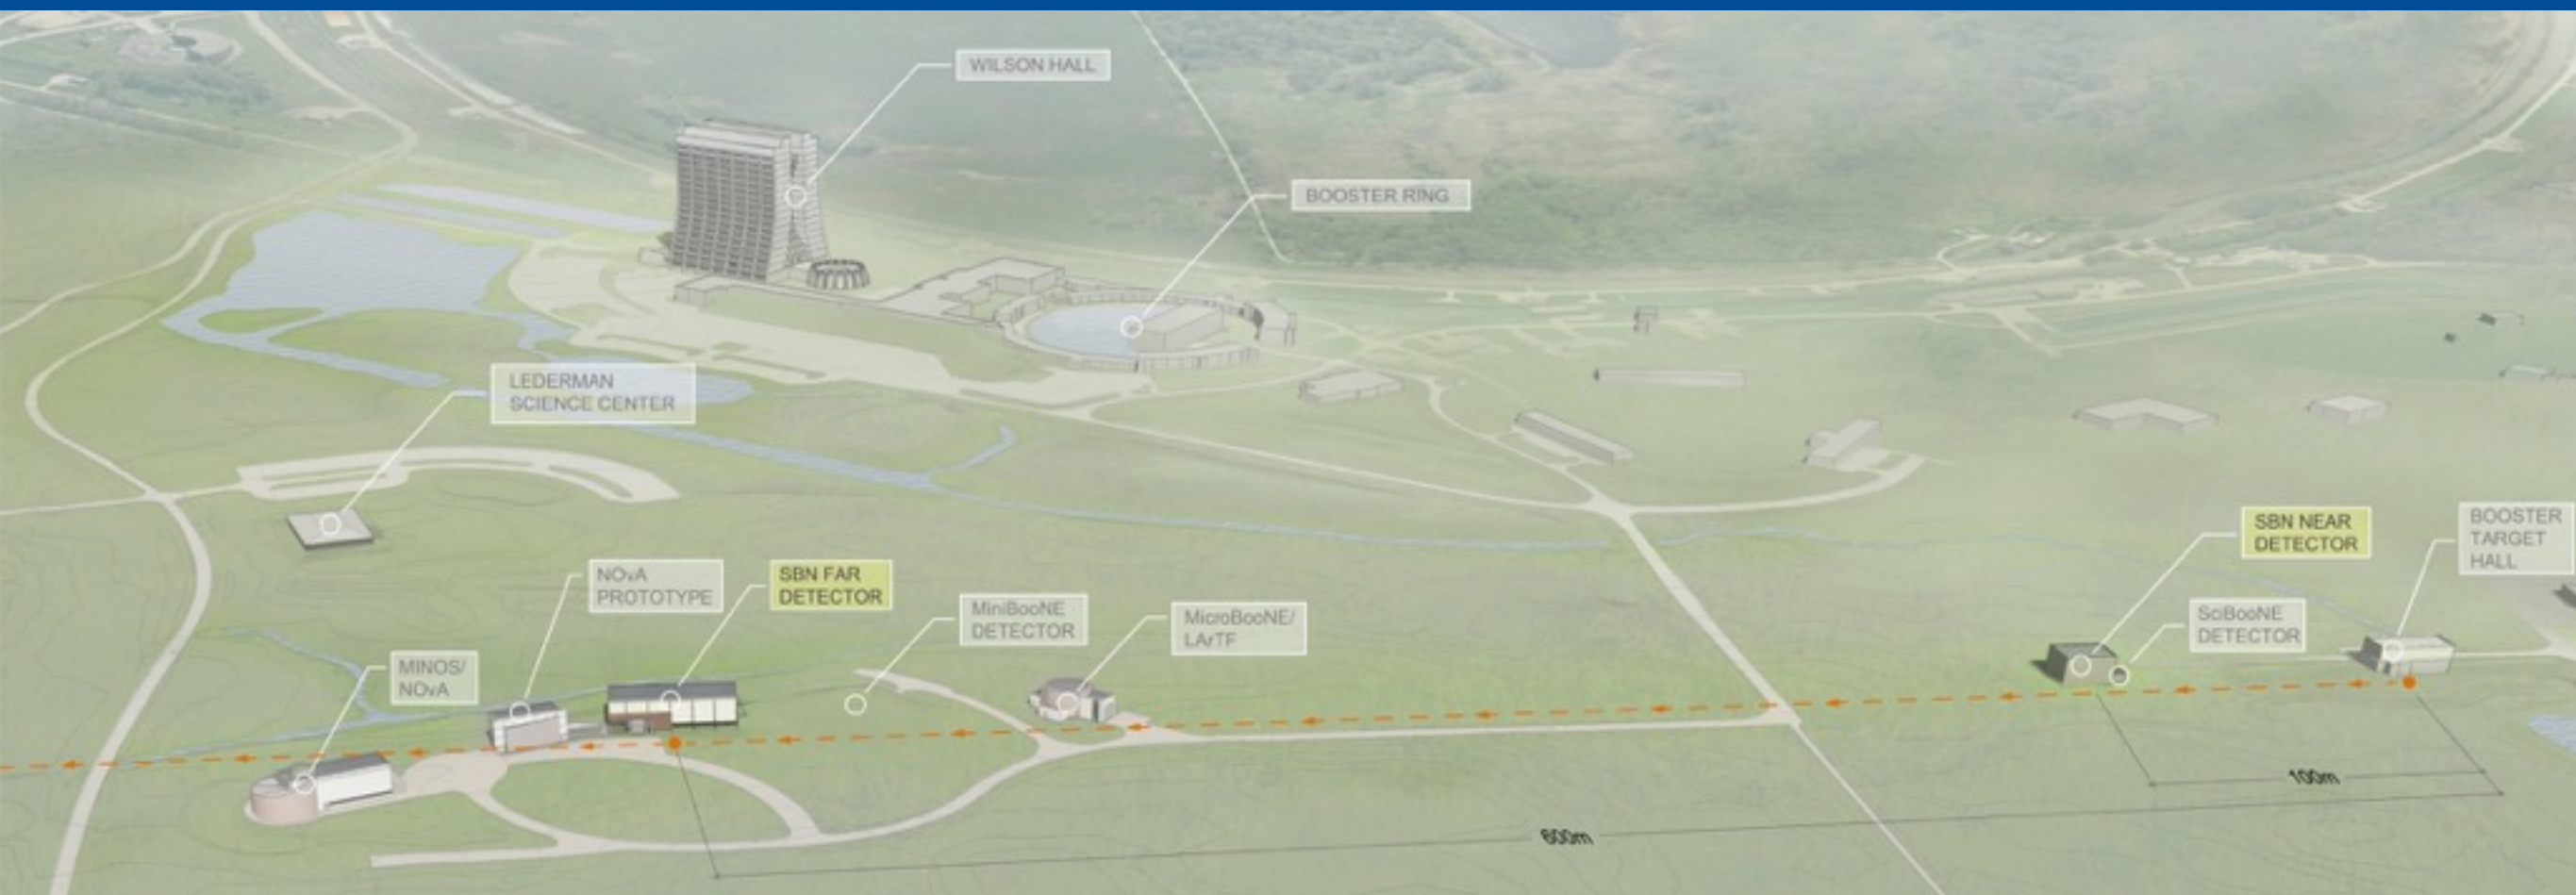 WILSON HALL
BOOSTER RING
LEDERMAN
SCIENCE CENTER
SBN NEAR
DETECTOR
BOOSTER
TARGET
HALL
NOvA
PROTOTYPE
SBN FAR
DETECTOR
MiniBooNE
DETECTOR
MicroBooNE/
LArTF
SciBooNE
DETECTOR
MINOS/
NOvA
100m
600m